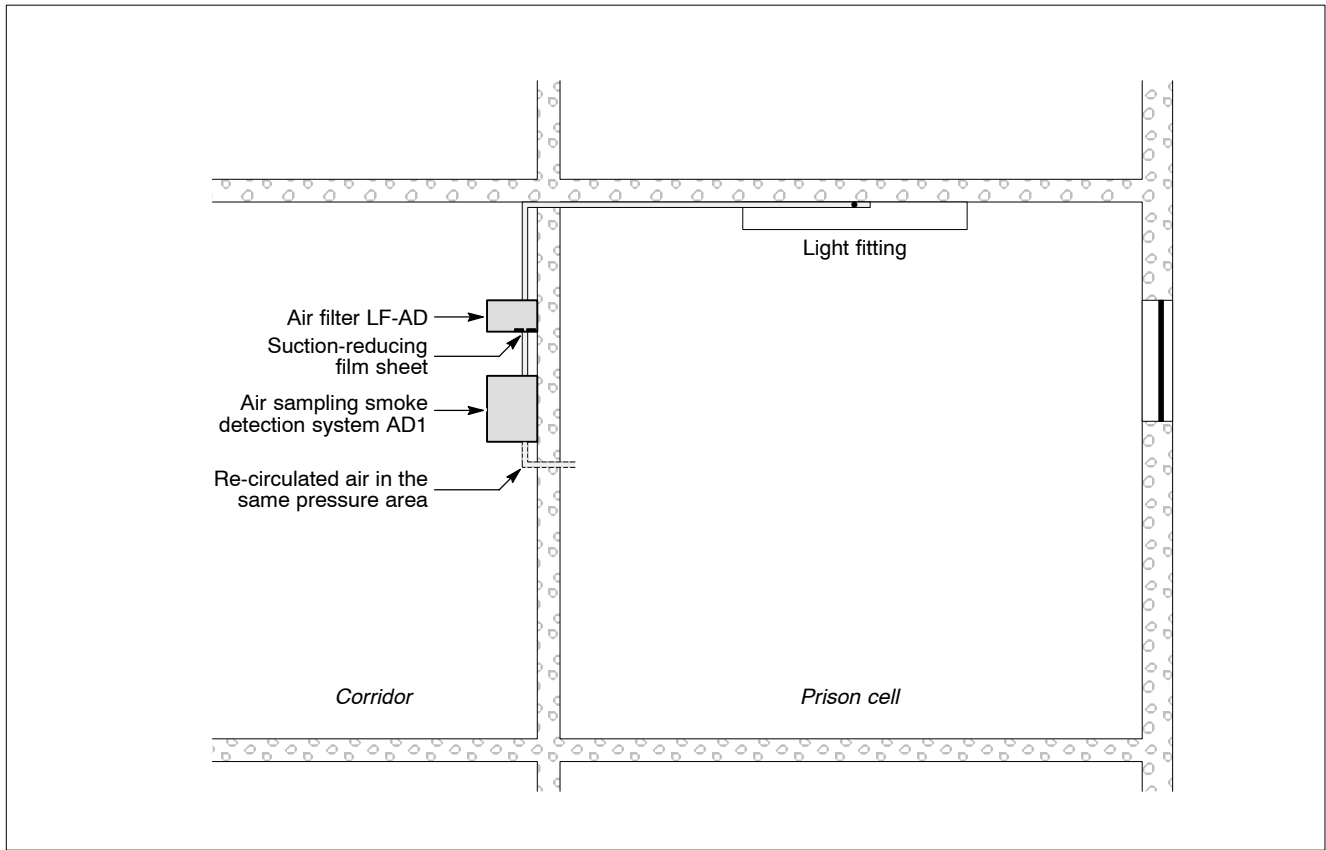 Light fitting
Air filter LF-AD
Suction-reducing
film sheet
Air sampling smoke
detection system AD1
Re-circulated air in the
same pressure area
Corridor
Prison cell